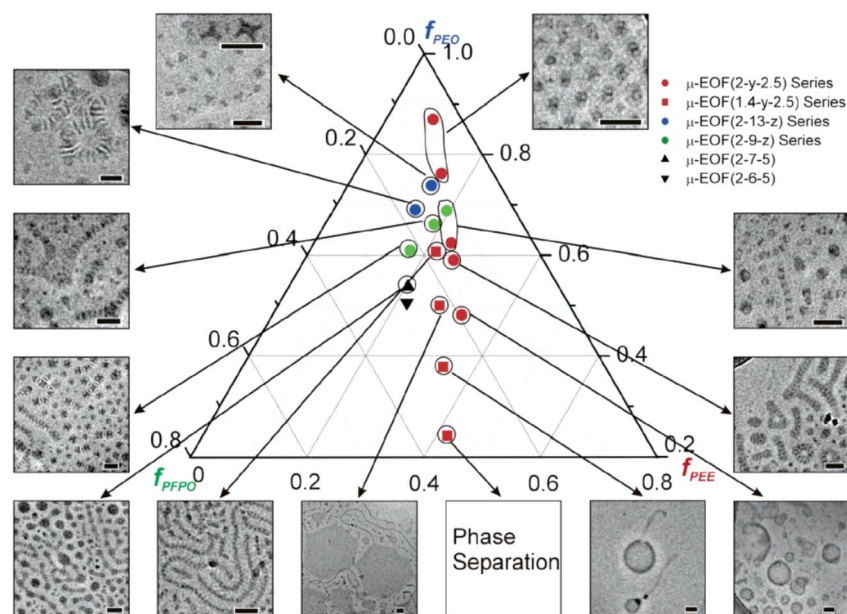 f_PEO
0.0
1.0
μ-EOF(2-y-2.5) Series
μ-EOF(1.4-y-2.5) Series
μ-EOF(2-13-z) Series
μ-EOF(2-9-z) Series
μ-EOF(2-7-5)
μ-EOF(2-6-5)
0.2
0.8
0.4
0.6
0.6
0.4
0.8
0.2
f_PFPO
0
0.2
0.4
0.6
0.8
f_PEE
Phase
Separation